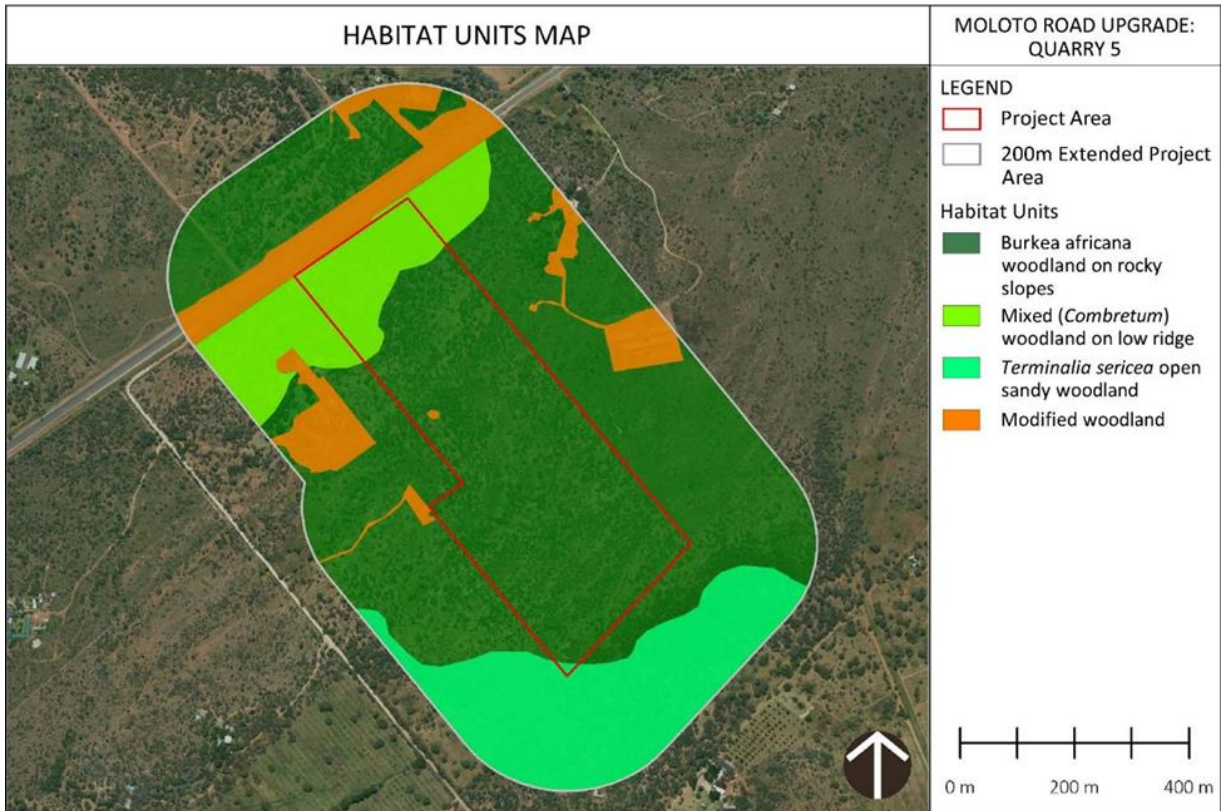 HABITAT UNITS MAP
MOLOTO ROAD UPGRADE:
QUARRY 5
LEGEND
Project Area
200m Extended Project
Area
Habitat Units
Burkea africana
woodland on rocky
slopes
Mixed (Combretum)
woodland on low ridge
Terminalia sericea open
sandy woodland
Modified woodland
0 m 200 m 400 m